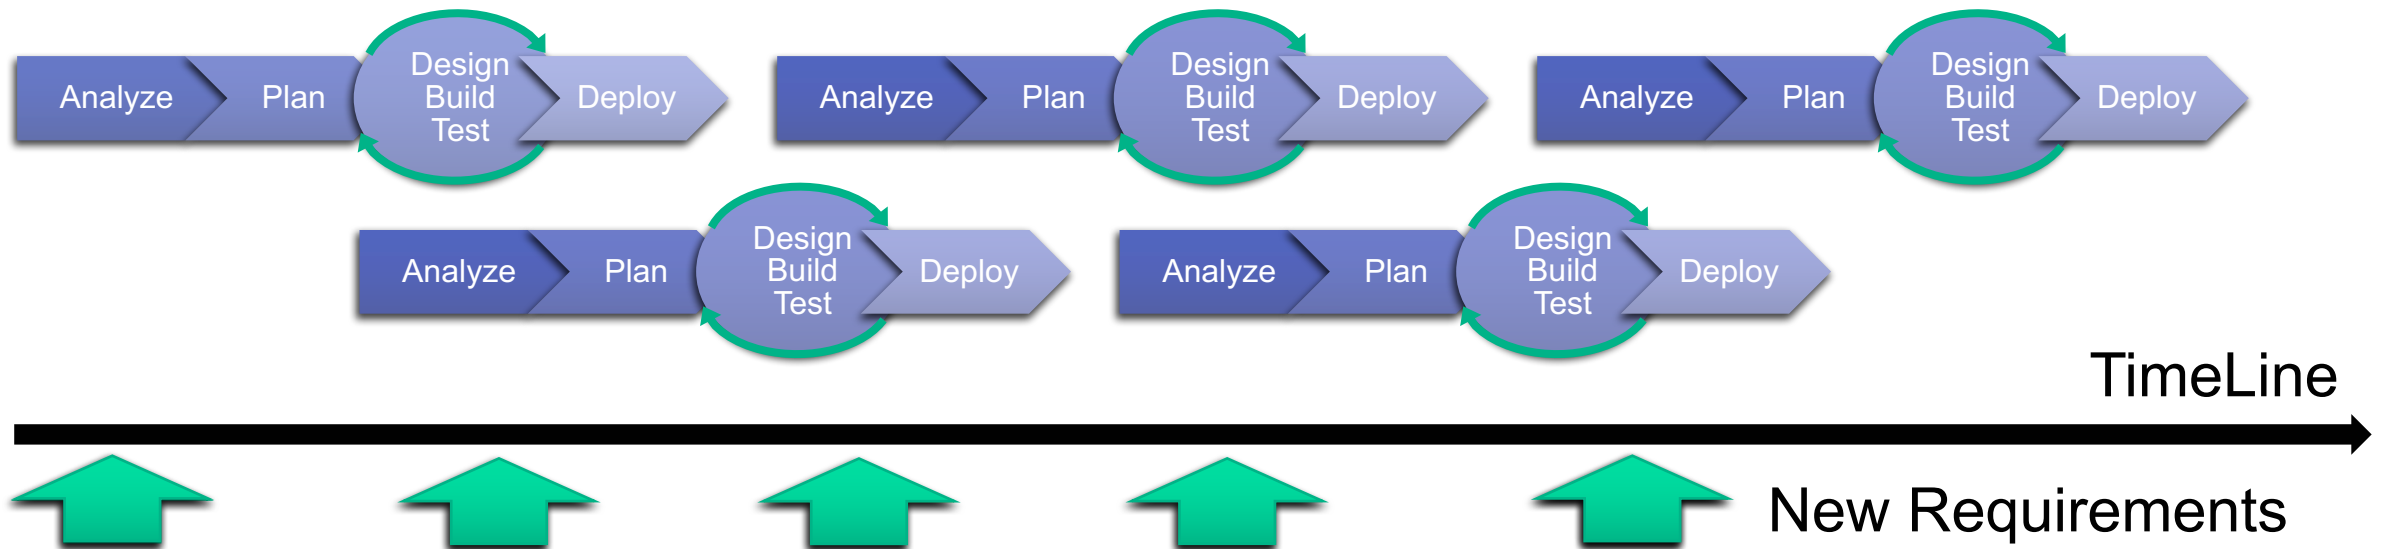 Analyze
Plan
Design
Build
Test
Deploy
Analyze
Plan
Design
Build
Test
Deploy
Analyze
Plan
Design
Build
Test
Deploy
Analyze
Plan
Design
Build
Test
Deploy
Analyze
Plan
Design
Build
Test
Deploy
TimeLine
New Requirements